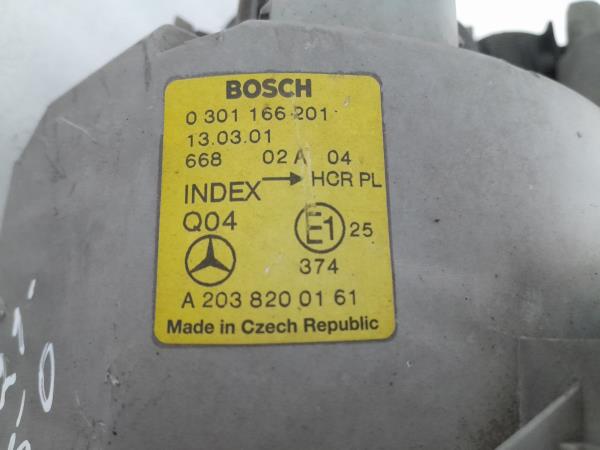 BOSCH
0 301 166 201
13.03.01
668 02 A 04
INDEX → HCR PL
Q04 E1 25
374
A 203 820 01 61
Made in Czech Republic